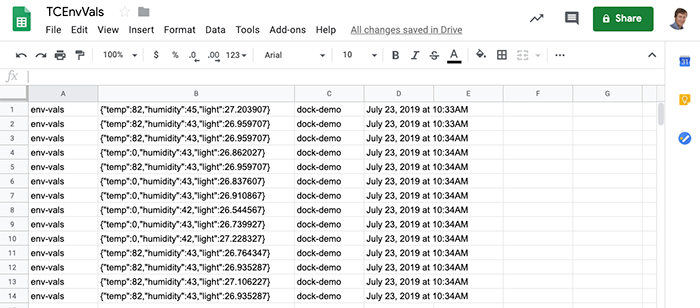 TCEnvVals
File Edit View Insert Format Data Tools Add-ons Help All changes saved in Drive
Share
100% $ % .0 .00 123 Arial 10 B I S A
fx
A B C D E F G
1 env-vals {"temp":82,"humidity":45,"light":27.203907} dock-demo July 23, 2019 at 10:33AM
2 env-vals {"temp":82,"humidity":43,"light":26.959707} dock-demo July 23, 2019 at 10:33AM
3 env-vals {"temp":82,"humidity":43,"light":26.959707} dock-demo July 23, 2019 at 10:34AM
4 env-vals {"temp":0,"humidity":43,"light":26.862027} dock-demo July 23, 2019 at 10:34AM
5 env-vals {"temp":82,"humidity":43,"light":26.959707} dock-demo July 23, 2019 at 10:34AM
6 env-vals {"temp":0,"humidity":43,"light":26.837607} dock-demo July 23, 2019 at 10:34AM
7 env-vals {"temp":0,"humidity":43,"light":26.910867} dock-demo July 23, 2019 at 10:34AM
8 env-vals {"temp":0,"humidity":42,"light":26.544567} dock-demo July 23, 2019 at 10:34AM
9 env-vals {"temp":0,"humidity":43,"light":26.739927} dock-demo July 23, 2019 at 10:34AM
10 env-vals {"temp":0,"humidity":42,"light":27.228327} dock-demo July 23, 2019 at 10:34AM
11 env-vals {"temp":82,"humidity":43,"light":26.764347} dock-demo July 23, 2019 at 10:34AM
12 env-vals {"temp":82,"humidity":43,"light":26.935287} dock-demo July 23, 2019 at 10:34AM
13 env-vals {"temp":82,"humidity":43,"light":27.106227} dock-demo July 23, 2019 at 10:34AM
14 env-vals {"temp":82,"humidity":43,"light":26.935287} dock-demo July 23, 2019 at 10:34AM
31